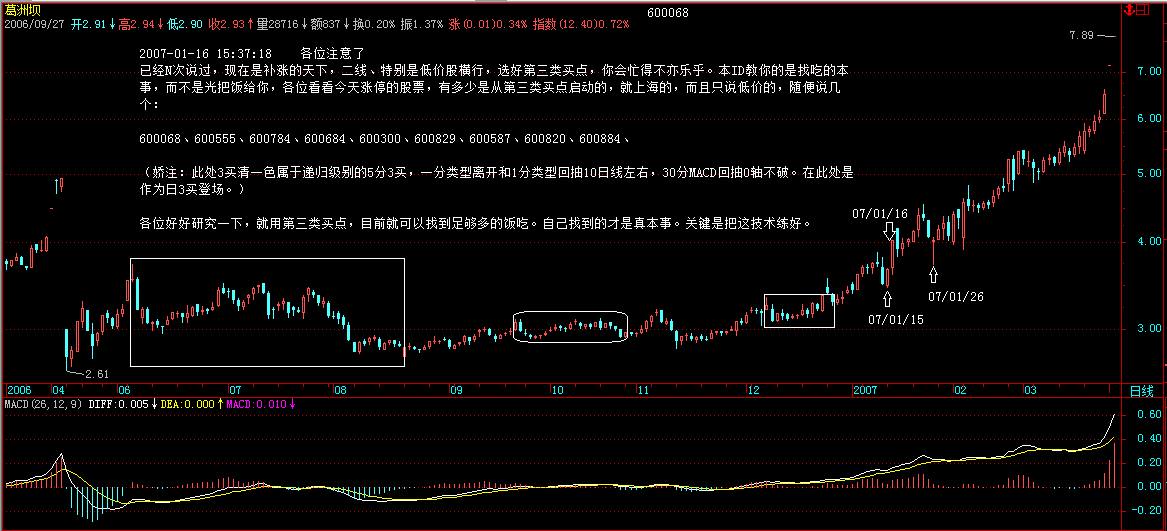 葛洲坝
600068
2006/09/27 开2.91↓高2.94↓低2.90 收2.93↑量28716↓额837↓换0.20% 振1.37% 涨(0.01)0.34% 指数(12.40)0.72%
7.89
2007-01-16 15:37:18 各位注意了
已经N次说过，现在是补涨的天下，二线、特别是低价股横行，选好第三类买点，你会忙得不亦乐乎。本ID教你的是找吃的本
事，而不是光把饭给你，各位看看今天涨停的股票，有多少是从第三类买点启动的，就上海的，而且只说低价的，随便说几
个：
600068、600555、600784、600684、600300、600829、600587、600820、600884、
（娇注：此处3买清一色属于递归级别的5分3买，一分类型离开和1分类型回抽10日线左右，30分MACD回抽0轴不破。在此处是
作为日3买登场。）
各位好好研究一下，就用第三类买点，目前就可以找到足够多的饭吃。自己找到的才是真本事。关键是把这技术练好。
7.00
6.00
5.00
4.00
3.00
07/01/16
07/01/26
07/01/15
2.61
2006 04 06 07 08 09 10 11 12 2007 02 03 日线
MACD(26,12,9) DIFF:0.005↓DEA:0.000↑MACD:0.010↓
0.60
0.40
0.20
0.00
-0.20